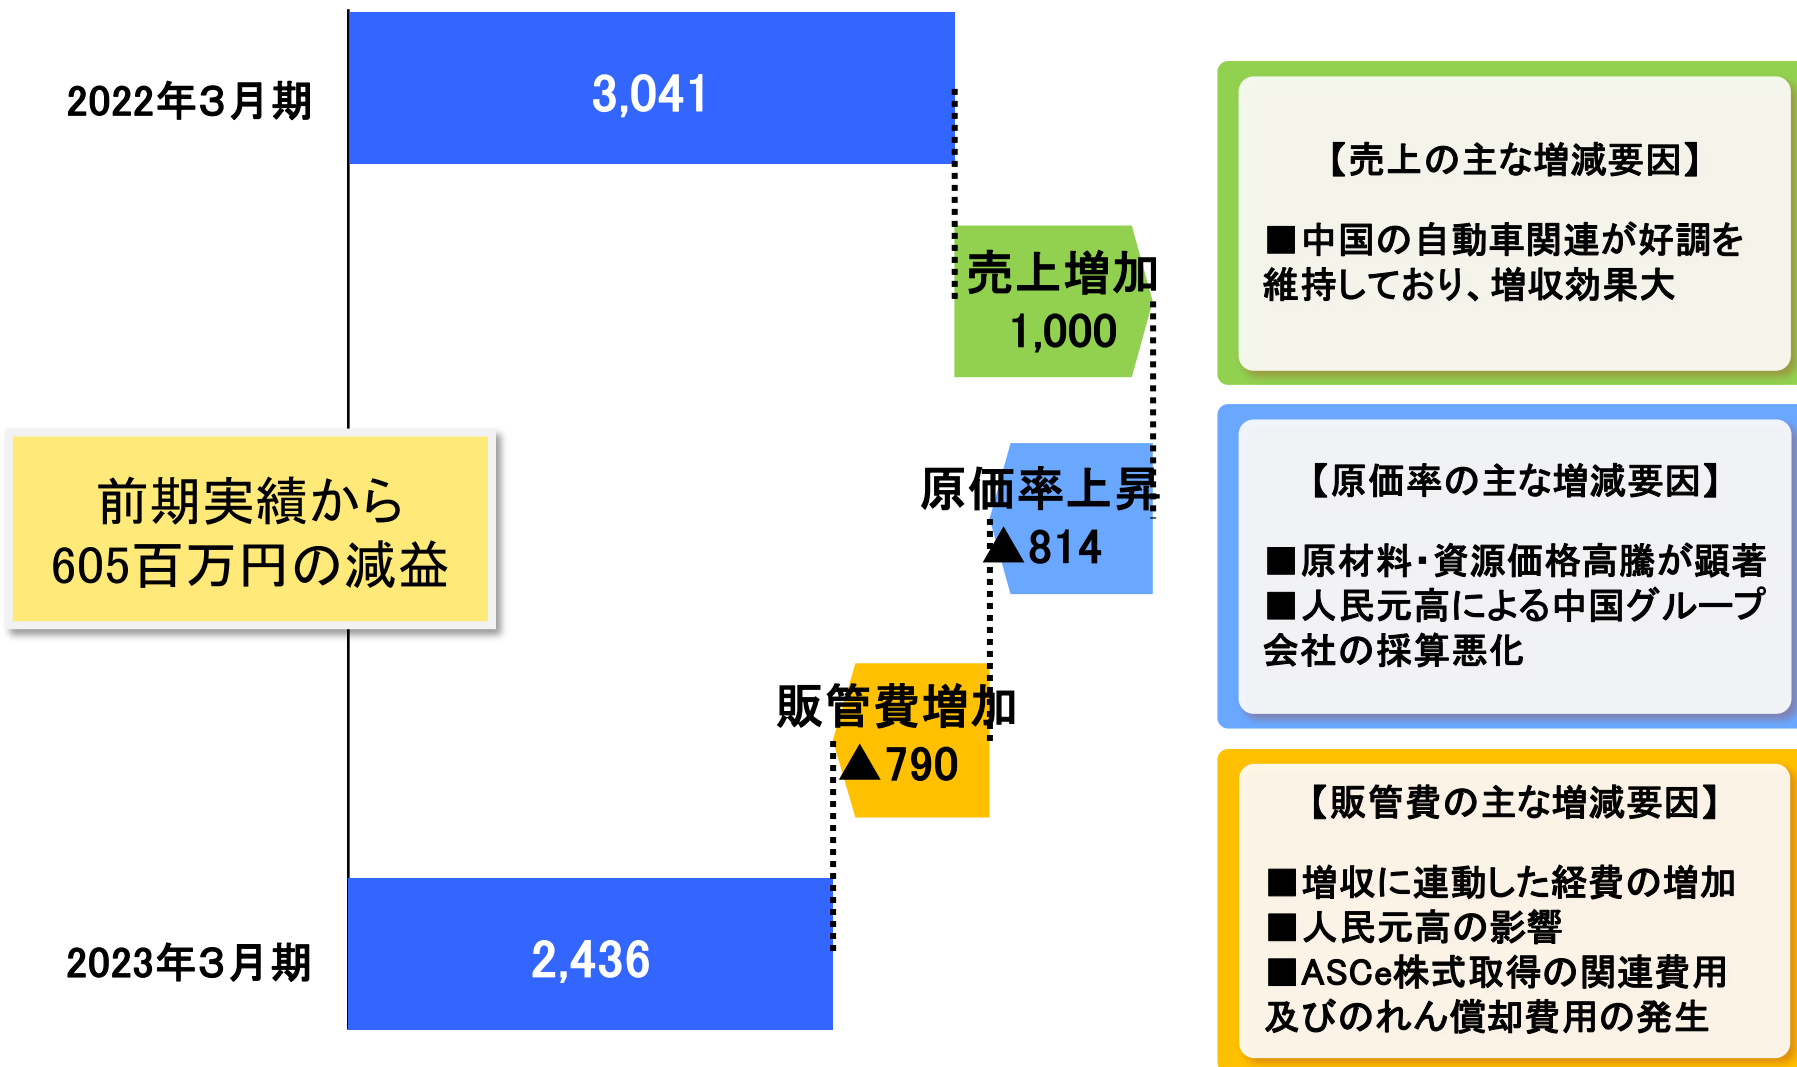 2022年３月期
3,041
売上増加
1,000
原価率上昇
▲814
前期実績から
605百万円の減益
販管費増加
▲790
2023年３月期
2,436
【売上の主な増減要因】
■中国の自動車関連が好調を
維持しており、増収効果大
【原価率の主な増減要因】
■原材料・資源価格高騰が顕著
■人民元高による中国グループ
会社の採算悪化
【販管費の主な増減要因】
■増収に連動した経費の増加
■人民元高の影響
■ASCe株式取得の関連費用
及びのれん償却費用の発生